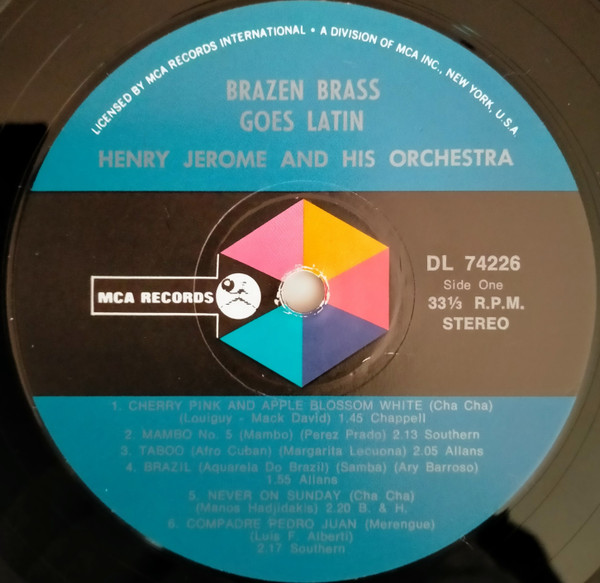 LICENSED BY MCA RECORDS INTERNATIONAL • A DIVISION OF MCA INC., NEW YORK, U.S.A.
BRAZEN BRASS
GOES LATIN
HENRY JEROME AND HIS ORCHESTRA
MCA RECORDS
DL 74226
Side One
33⅓ R.P.M.
STEREO
1. CHERRY PINK AND APPLE BLOSSOM WHITE (Cha Cha)
(Louiguy - Mack David) 1.45 Chappell
2. MAMBO No. 5 (Mambo) (Perez Prado) 2.13 Southern
3. TABOO (Afro Cuban) (Margarita Lecuona) 2.05 Allans
4. BRAZIL (Aquarela Do Brazil) (Samba) (Ary Barroso)
1.55 Allans
5. NEVER ON SUNDAY (Cha Cha)
(Manos Hadjidakis) 2.20 B. & H.
6. COMPADRE PEDRO JUAN (Merengue)
(Luis F. Alberti)
2.17 Southern